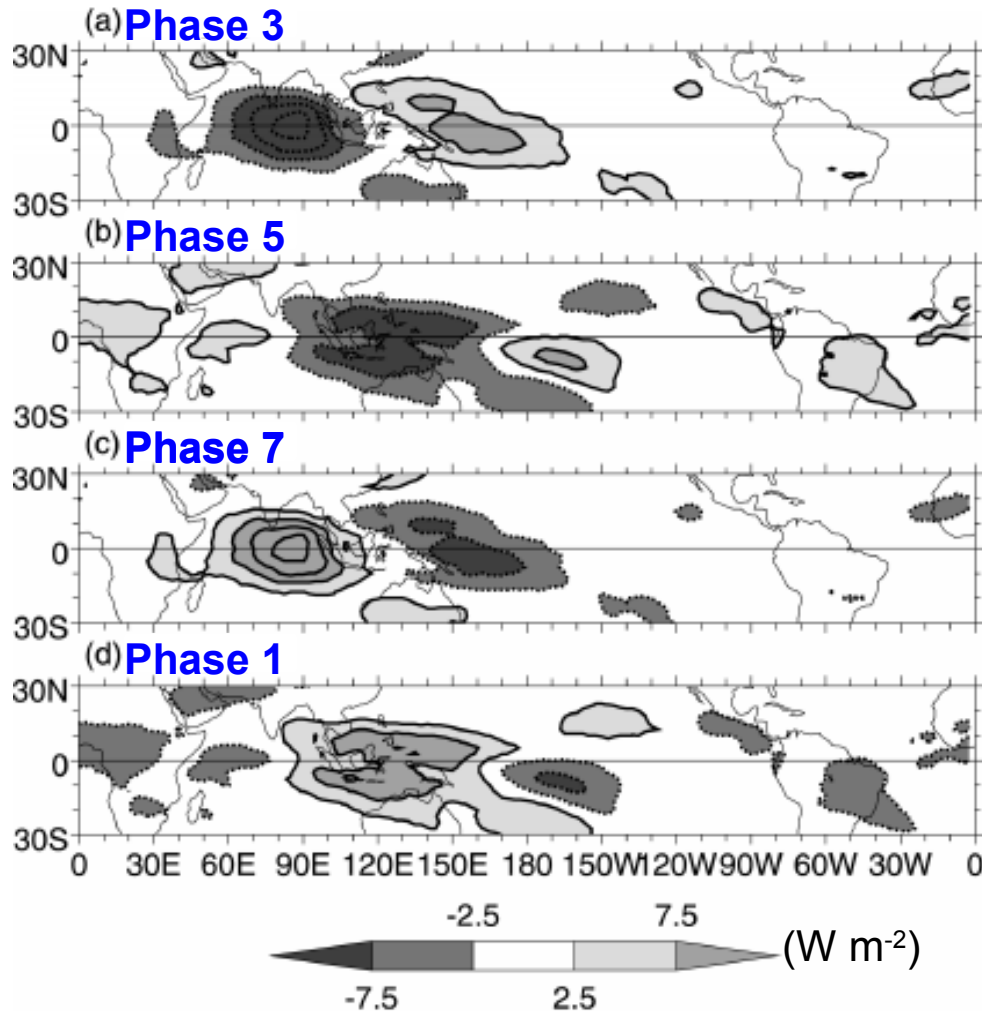 (a) Phase 3
30N
0
30S
(b) Phase 5
30N
0
30S
(c) Phase 7
30N
0
30S
(d) Phase 1
30N
0
30S
0 30E 60E 90E 120E 150E 180 150W 120W 90W 60W 30W 0
-2.5 7.5
(W m-2)
-7.5 2.5